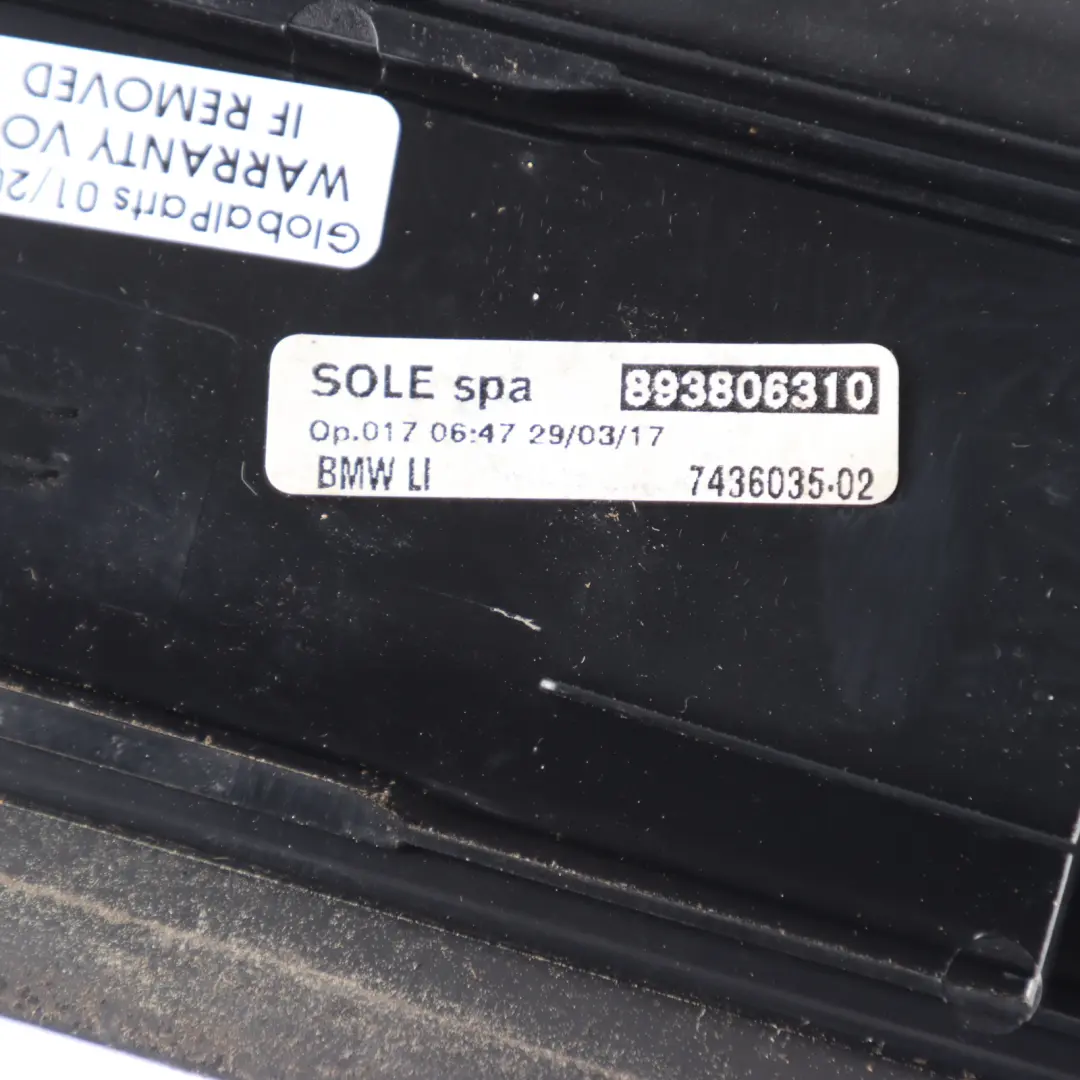 GlobalParts 01/2
WARRANTY VO
IF REMOVED
SOLE spa 893806310
Op.017 06:47 29/03/17
BMW LI 7436035-02